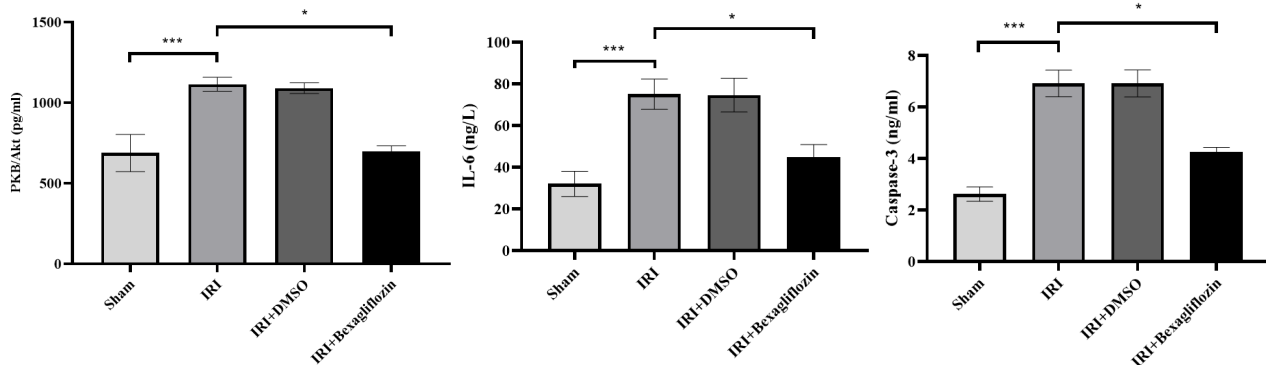 PKB/Akt (pg/ml)
1500
1000
500
0
***
*
Sham
IRI
IRI+DMSO
IRI+Bexagliflozin
IL-6 (ng/L)
100
80
60
40
20
0
***
*
Sham
IRI
IRI+DMSO
IRI+Bexagliflozin
Caspase-3 (ng/ml)
8
6
4
2
0
***
*
Sham
IRI
IRI+DMSO
IRI+Bexagliflozin